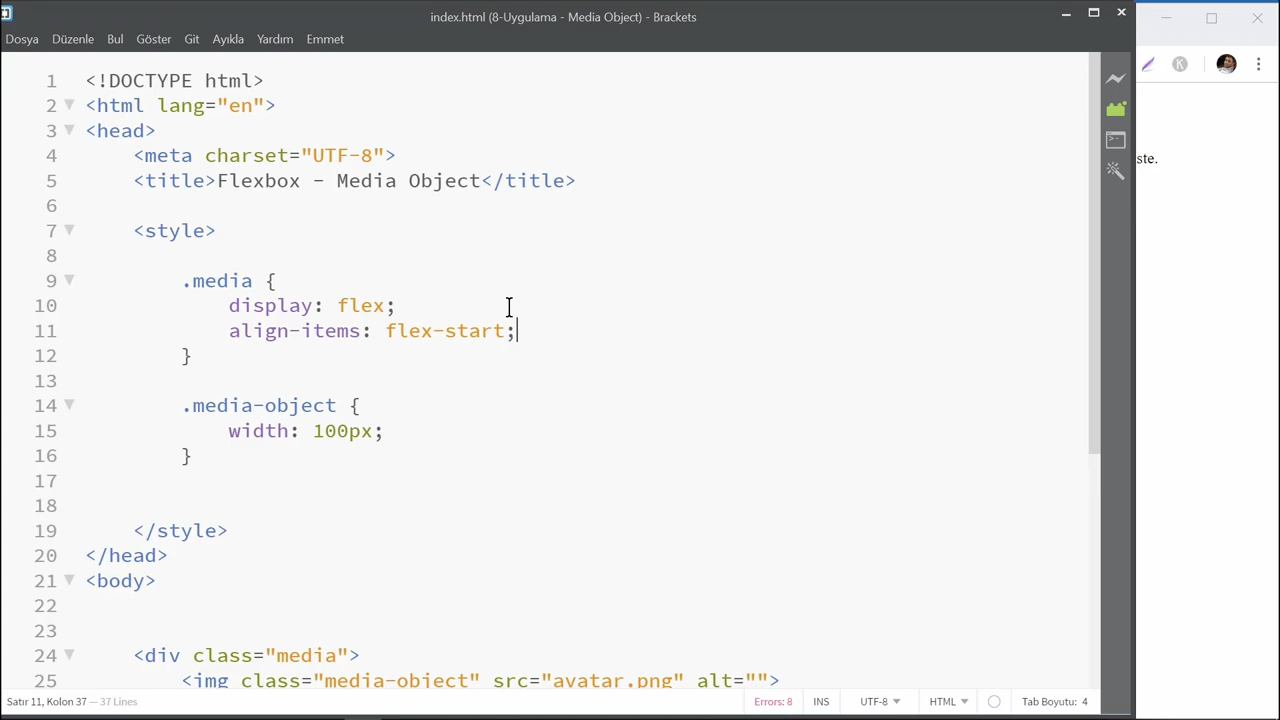 index.html (8-Uygulama - Media Object) - Brackets
Dosya Düzenle Bul Göster Git Ayıkla Yardım Emmet
1 <!DOCTYPE html>
2 <html lang="en">
3 <head>
4 <meta charset="UTF-8">
5 <title>Flexbox - Media Object</title>
6
7 <style>
8
9 .media {
10 display: flex;
11 align-items: flex-start;
12 }
13
14 .media-object {
15 width: 100px;
16 }
17
18
19 </style>
20 </head>
21 <body>
22
23
24 <div class="media">
25 <img class="media-object" src="avatar.png" alt="">
Satır 11, Kolon 37 — 37 Lines
Errors: 8 INS UTF-8 HTML Tab Boyutu: 4
K
ste.